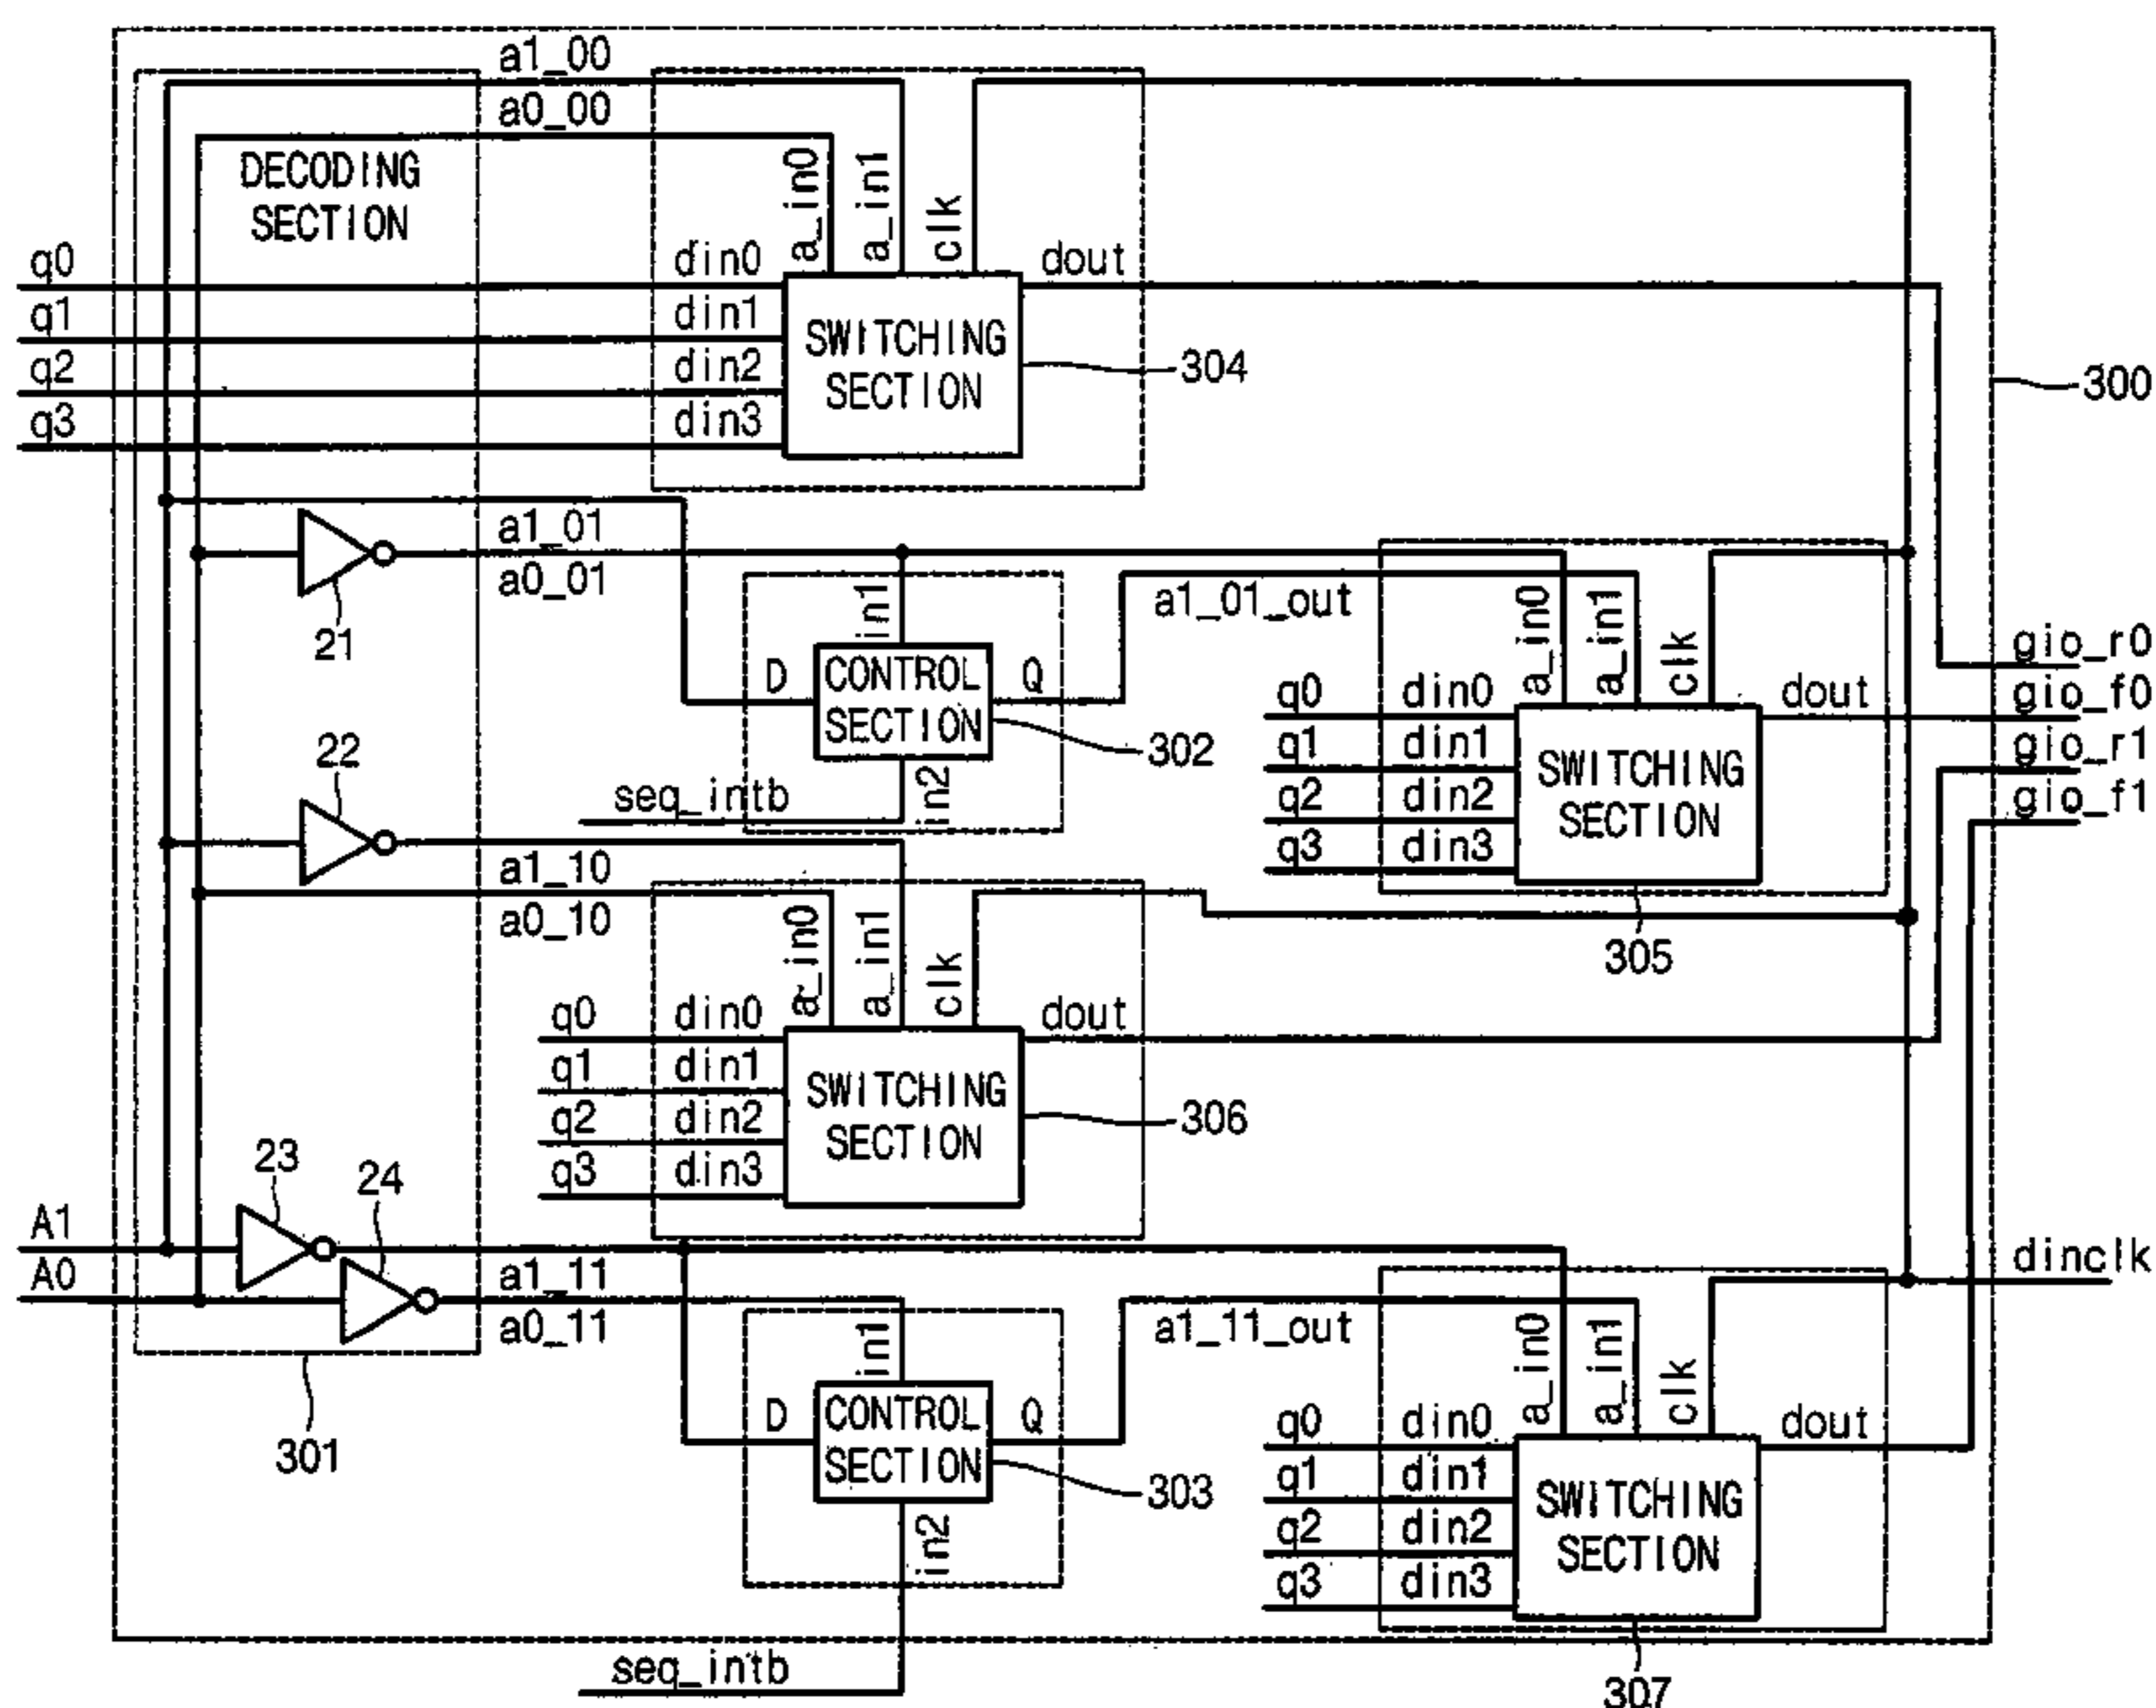 a1_00
a0_00
DECODING
SECTION
a_in0
a_in1
clk
q0
din0
dout
q1
din1
q2
din2
q3
din3
SWITCHING
SECTION
304
300
a1_01
a0_01
21
in1
D
CONTROL
SECTION
Q
302
in2
seq_intb
a1_01_out
a_in0
a_in1
clk
q0
din0
dout
q1
din1
q2
din2
q3
din3
SWITCHING
SECTION
305
gio_r0
gio_f0
gio_r1
gio_f1
22
a1_10
a0_10
a_in0
a_in1
clk
q0
din0
dout
q1
din1
q2
din2
q3
din3
SWITCHING
SECTION
306
23
24
A1
A0
a1_11
a0_11
301
in1
D
CONTROL
SECTION
Q
303
in2
seq_intb
a1_11_out
a_in0
a_in1
clk
dinclk
q0
din0
dout
q1
din1
q2
din2
q3
din3
SWITCHING
SECTION
307